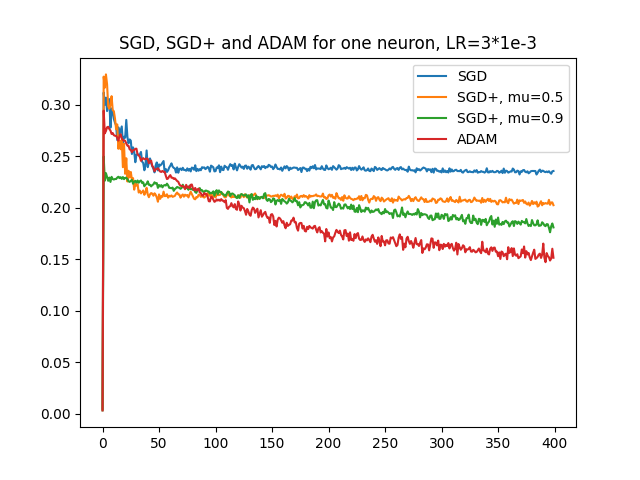 SGD, SGD+ and ADAM for one neuron, LR=3*1e-3
SGD
SGD+, mu=0.5
SGD+, mu=0.9
ADAM
0.30
0.25
0.20
0.15
0.10
0.05
0.00
0 50 100 150 200 250 300 350 400